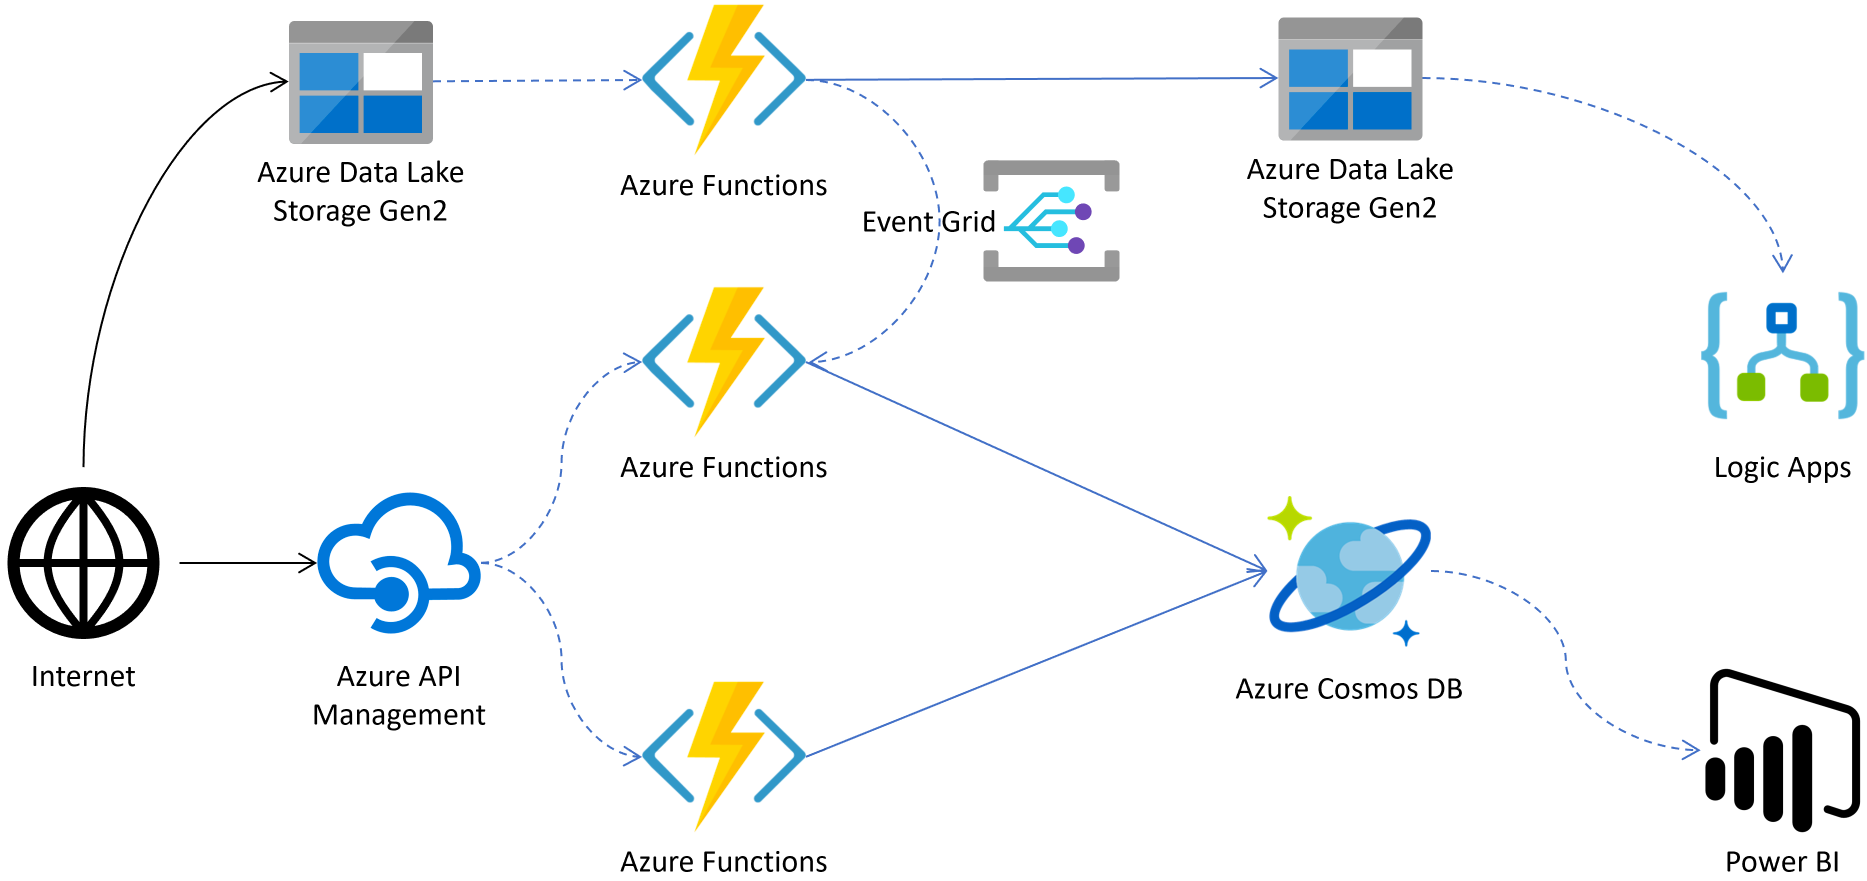 Azure Data Lake
Storage Gen2
Azure Functions
Azure Data Lake
Storage Gen2
Event Grid
Azure Functions
Logic Apps
Internet
Azure API
Management
Azure Cosmos DB
Azure Functions
Power BI